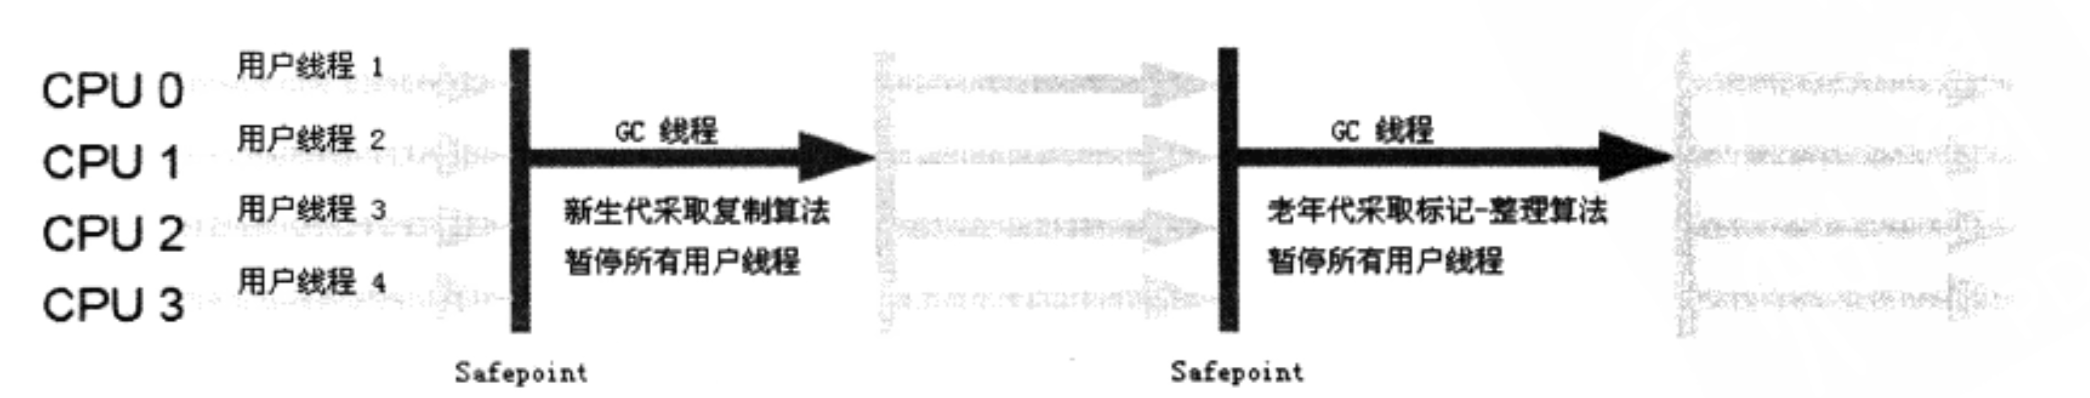 CPU 0
用户线程 1
CPU 1
用户线程 2
CPU 2
用户线程 3
CPU 3
用户线程 4
GC 线程
新生代采取复制算法
暂停所有用户线程
Safepoint
GC 线程
老年代采取标记-整理算法
暂停所有用户线程
Safepoint